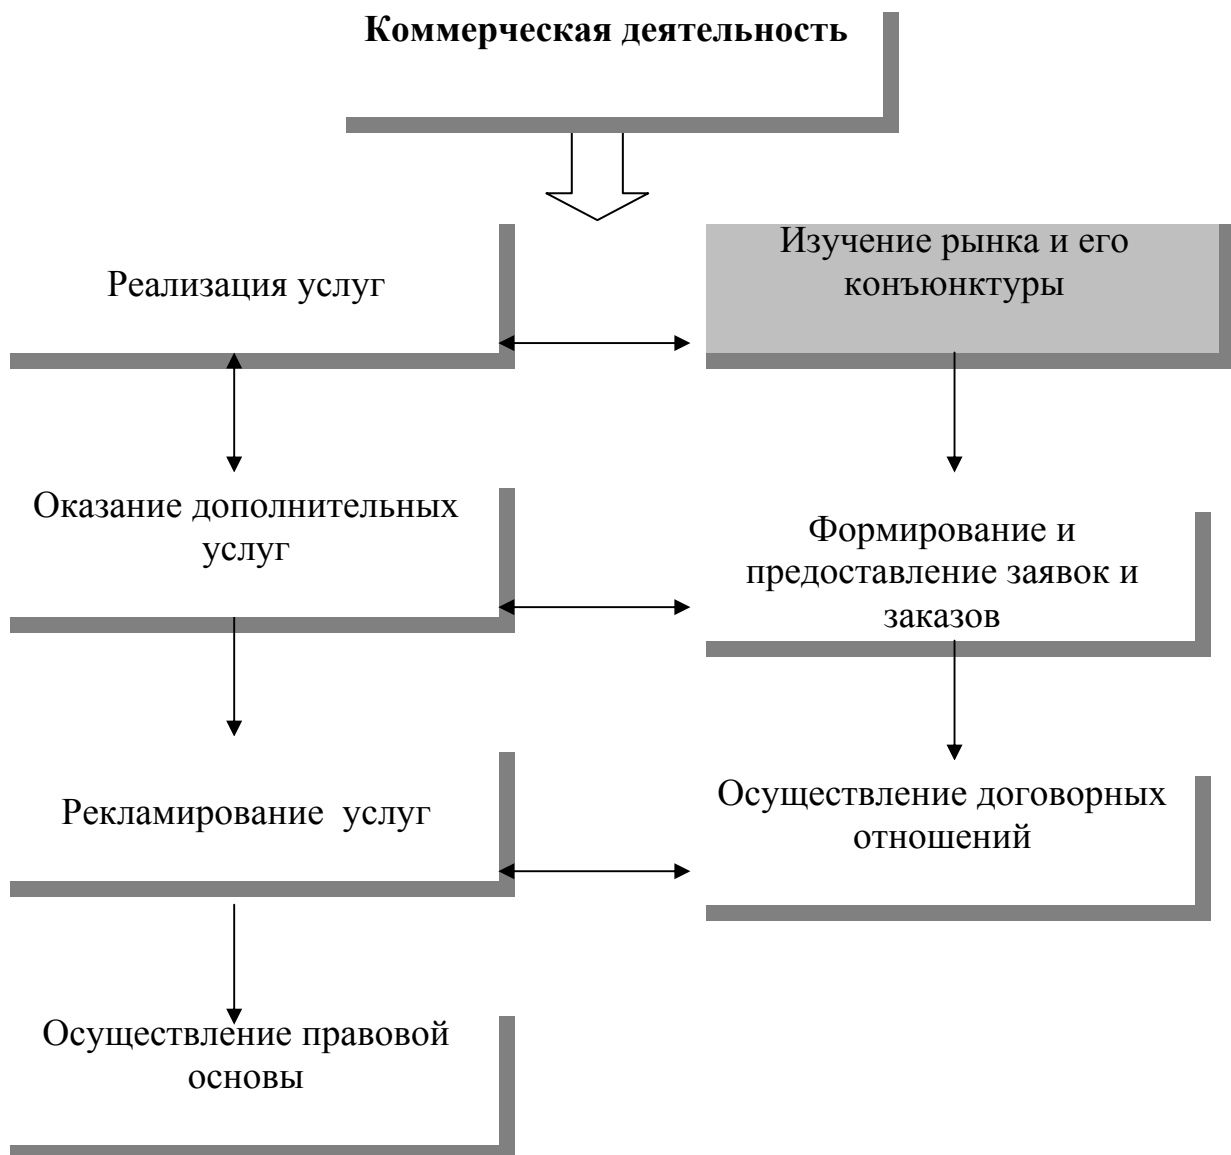 Коммерческая деятельность
Реализация услуг
Изучение рынка и его
конъюнктуры
Оказание дополнительных
услуг
Формирование и
предоставление заявок и
заказов
Рекламирование услуг
Осуществление договорных
отношений
Осуществление правовой
основы